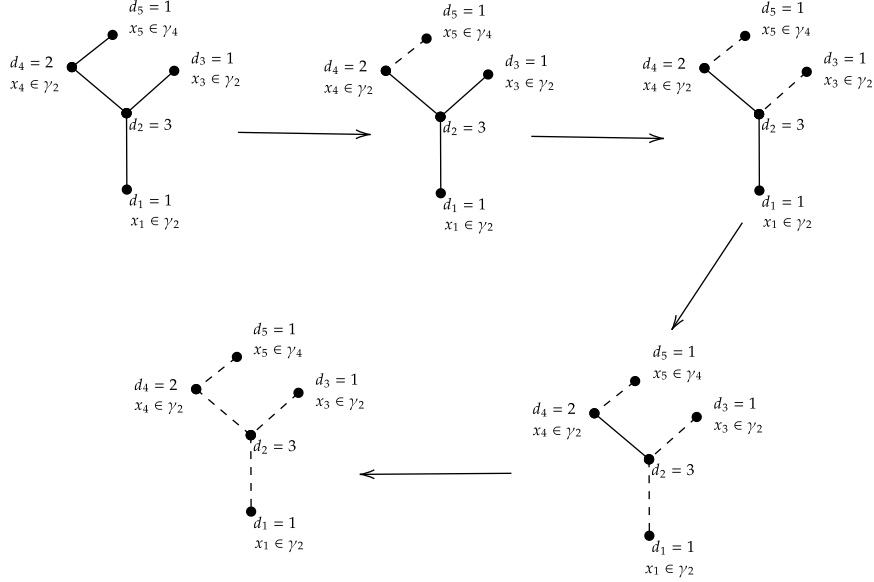 d₅ = 1
x₅ ∈ γ₄
d₄ = 2
x₄ ∈ γ₂
d₃ = 1
x₃ ∈ γ₂
d₂ = 3
d₁ = 1
x₁ ∈ γ₂
d₅ = 1
x₅ ∈ γ₄
d₄ = 2
x₄ ∈ γ₂
d₃ = 1
x₃ ∈ γ₂
d₂ = 3
d₁ = 1
x₁ ∈ γ₂
d₅ = 1
x₅ ∈ γ₄
d₄ = 2
x₄ ∈ γ₂
d₃ = 1
x₃ ∈ γ₂
d₂ = 3
d₁ = 1
x₁ ∈ γ₂
d₅ = 1
x₅ ∈ γ₄
d₄ = 2
x₄ ∈ γ₂
d₃ = 1
x₃ ∈ γ₂
d₂ = 3
d₁ = 1
x₁ ∈ γ₂
d₅ = 1
x₅ ∈ γ₄
d₄ = 2
x₄ ∈ γ₂
d₃ = 1
x₃ ∈ γ₂
d₂ = 3
d₁ = 1
x₁ ∈ γ₂